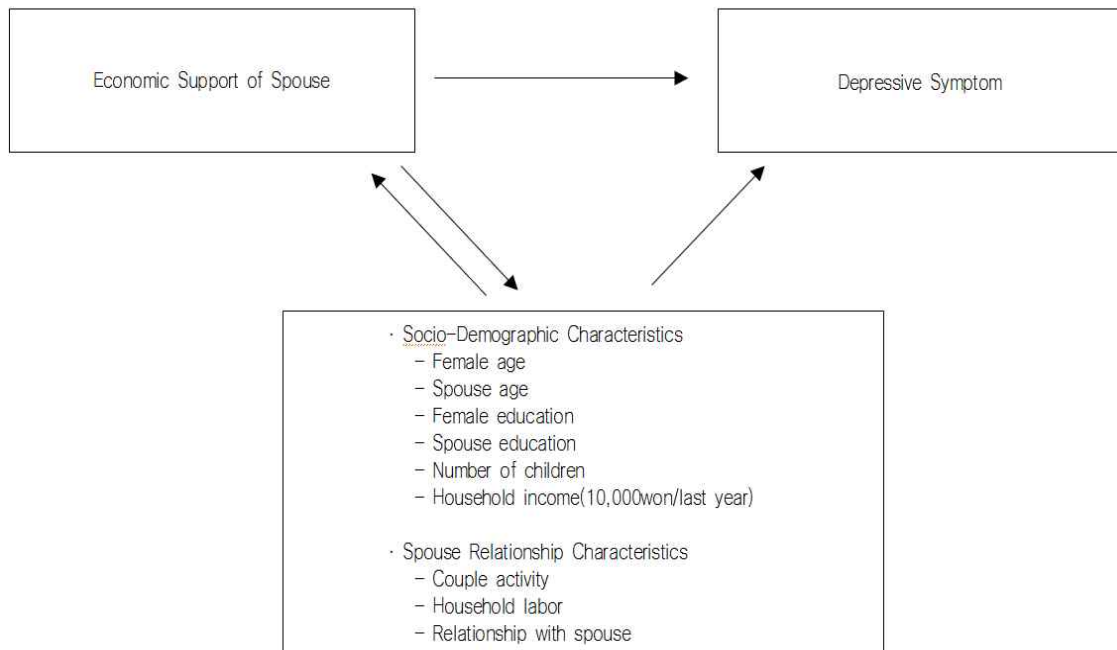 Economic Support of Spouse
Depressive Symptom
· Socio-Demographic Characteristics
- Female age
- Spouse age
- Female education
- Spouse education
- Number of children
- Household income(10,000won/last year)
· Spouse Relationship Characteristics
- Couple activity
- Household labor
- Relationship with spouse